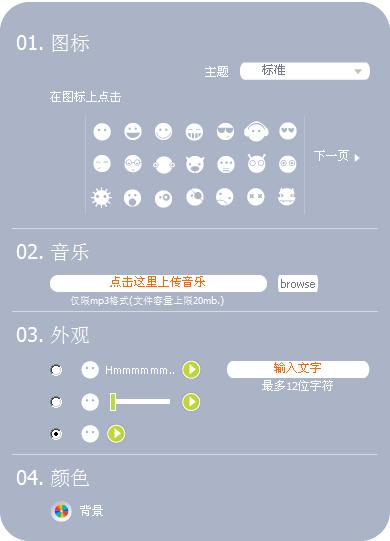 01. 图标
主题 标准
在图标上点击
下一页
02. 音乐
点击这里上传音乐 browse
仅限mp3格式(文件容量上限20mb.)
03. 外观
Hmmmmmm.. 输入文字
最多12位字符
04. 颜色
背景